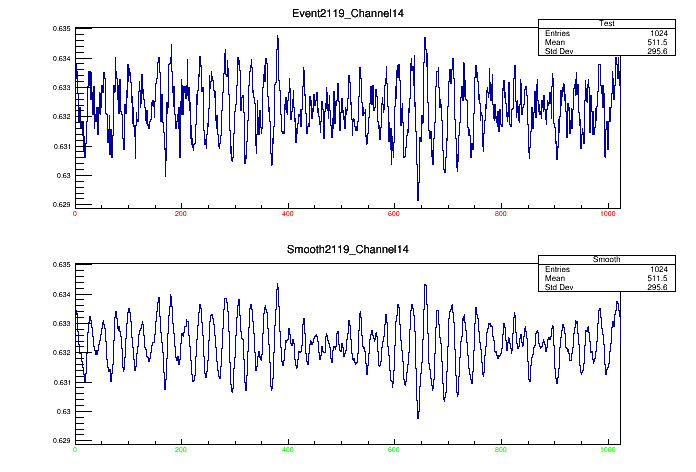 Event2119_Channel14
Test
Entries 1024
Mean 511.5
Std Dev 295.6
0.635
0.634
0.633
0.632
0.631
0.63
0.629
0 200 400 600 800 1000
Smooth2119_Channel14
Smooth
Entries 1024
Mean 511.5
Std Dev 295.6
0.635
0.634
0.633
0.632
0.631
0.63
0.629
0 200 400 600 800 1000